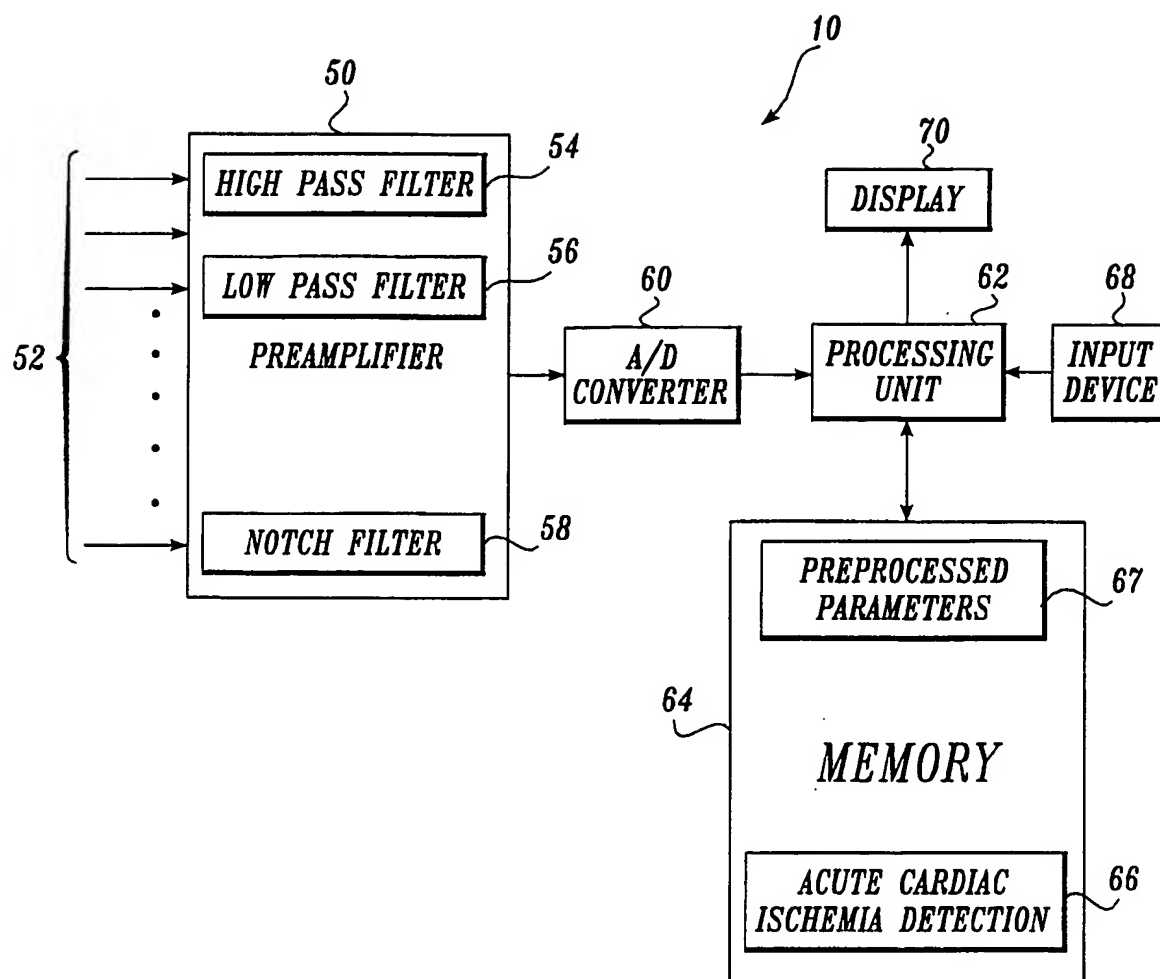 10
50
54
HIGH PASS FILTER
56
LOW PASS FILTER
52
PREAMPLIFIER
NOTCH FILTER
58
60
A/D
CONVERTER
70
DISPLAY
62
PROCESSING
UNIT
68
INPUT
DEVICE
PREPROCESSED
PARAMETERS
67
64
MEMORY
ACUTE CARDIAC
ISCHEMIA DETECTION
66